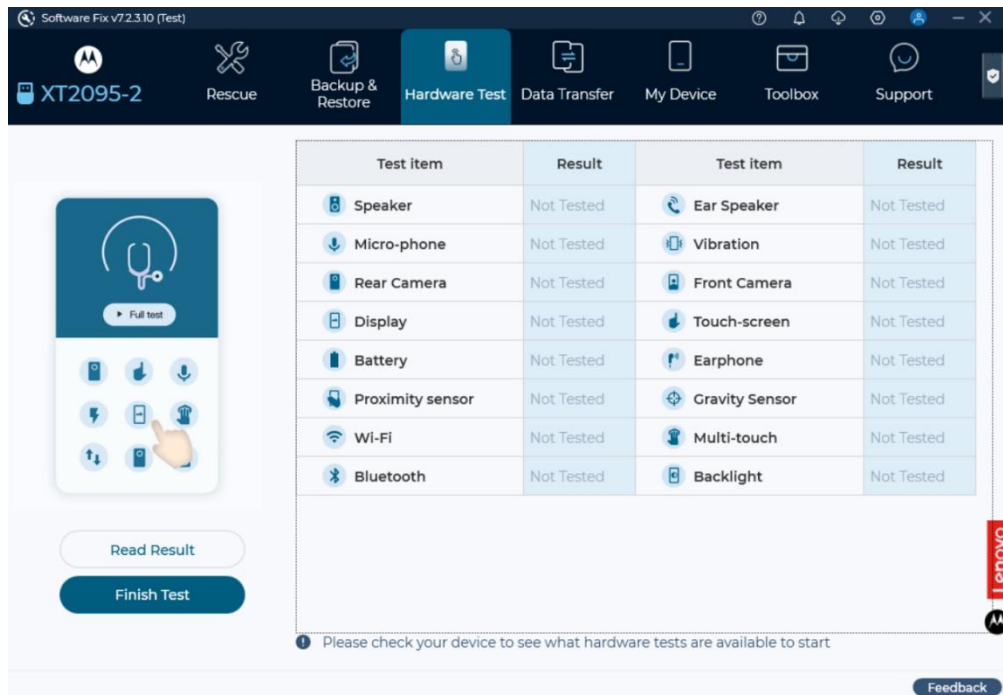 Software Fix v7.2.3.10 (Test)
XT2095-2
Rescue
Backup & Restore
Hardware Test
Data Transfer
My Device
Toolbox
Support
Test item Result Test item Result
Speaker Not Tested Ear Speaker Not Tested
Micro-phone Not Tested Vibration Not Tested
Rear Camera Not Tested Front Camera Not Tested
Display Not Tested Touch-screen Not Tested
Battery Not Tested Earphone Not Tested
Proximity sensor Not Tested Gravity Sensor Not Tested
Wi-Fi Not Tested Multi-touch Not Tested
Bluetooth Not Tested Backlight Not Tested
Full test
Read Result
Finish Test
Lenovo
Please check your device to see what hardware tests are available to start
Feedback